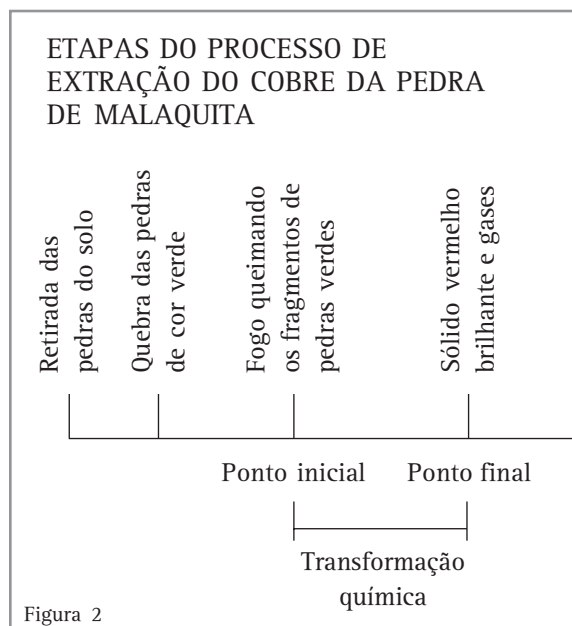 ETAPAS DO PROCESSO DE
EXTRAÇÃO DO COBRE DA PEDRA
DE MALAQUITA
Retirada das
pedras do solo
Quebra das pedras
de cor verde
Fogo queimando
os fragmentos de
pedras verdes
Sólido vermelho
brilhante e gases
Ponto inicial
Ponto final
Transformação
química
Figura 2